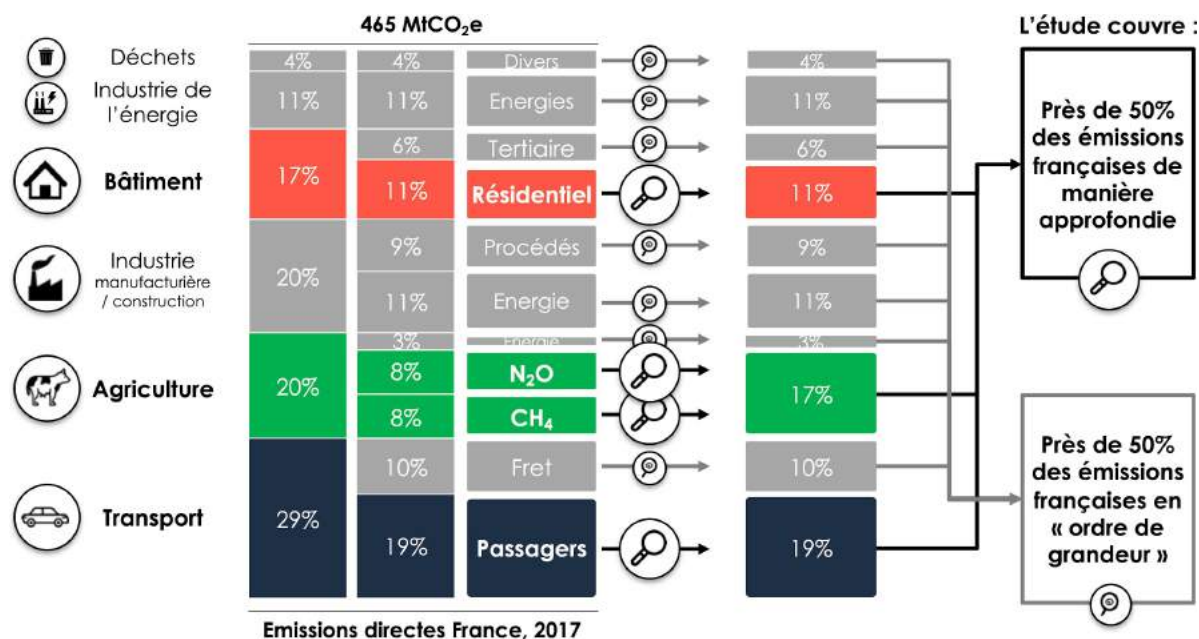 465 MtCO₂e
L'étude couvre :
Déchets
4%
4%
Divers
4%
Industrie de
l'énergie
11%
11%
Energies
11%
Bâtiment
17%
6%
Tertiaire
6%
11%
Résidentiel
11%
Industrie
manufacturière
/ construction
20%
9%
Procédés
9%
11%
Energie
11%
Agriculture
20%
3%
Energie
3%
8%
N₂O
8%
CH₄
17%
Transport
29%
10%
Fret
10%
19%
Passagers
19%
Près de 50%
des émissions
françaises de
manière
approfondie
Près de 50%
des émissions
françaises en
« ordre de
grandeur »
Emissions directes France, 2017